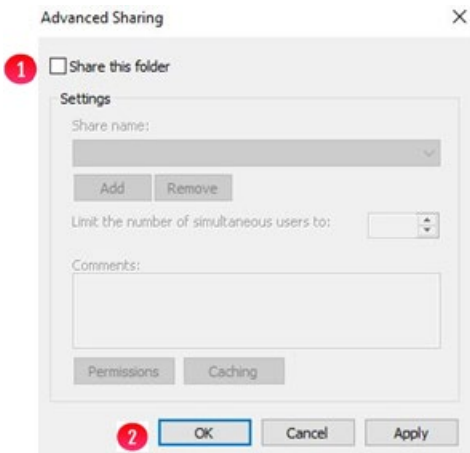 Advanced Sharing
1
Share this folder
Settings
Share name:
Add Remove
Limit the number of simultaneous users to:
Comments:
Permissions Caching
2 OK Cancel Apply